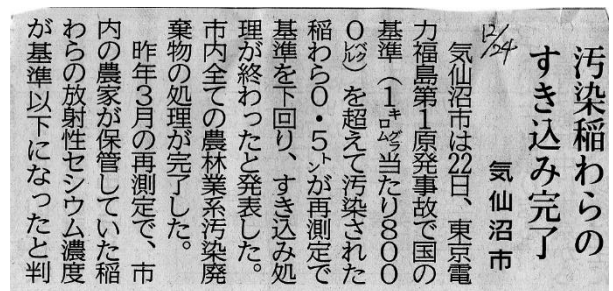 汚染稲わらの
すき込み完了
気仙沼市
12/24
気仙沼市は22日、東京電
力福島第1原発事故で国の
基準(1キログラム当たり800
0ベクレル)を超えて汚染された
稲わら0・5トンが再測定で
基準を下回り、すき込み処
理が終わったと発表した。
市内全ての農林業系汚染廃
棄物の処理が完了した。
昨年3月の再測定で、市
内の農家が保管していた稲
わらの放射性セシウム濃度
が基準以下になったと判